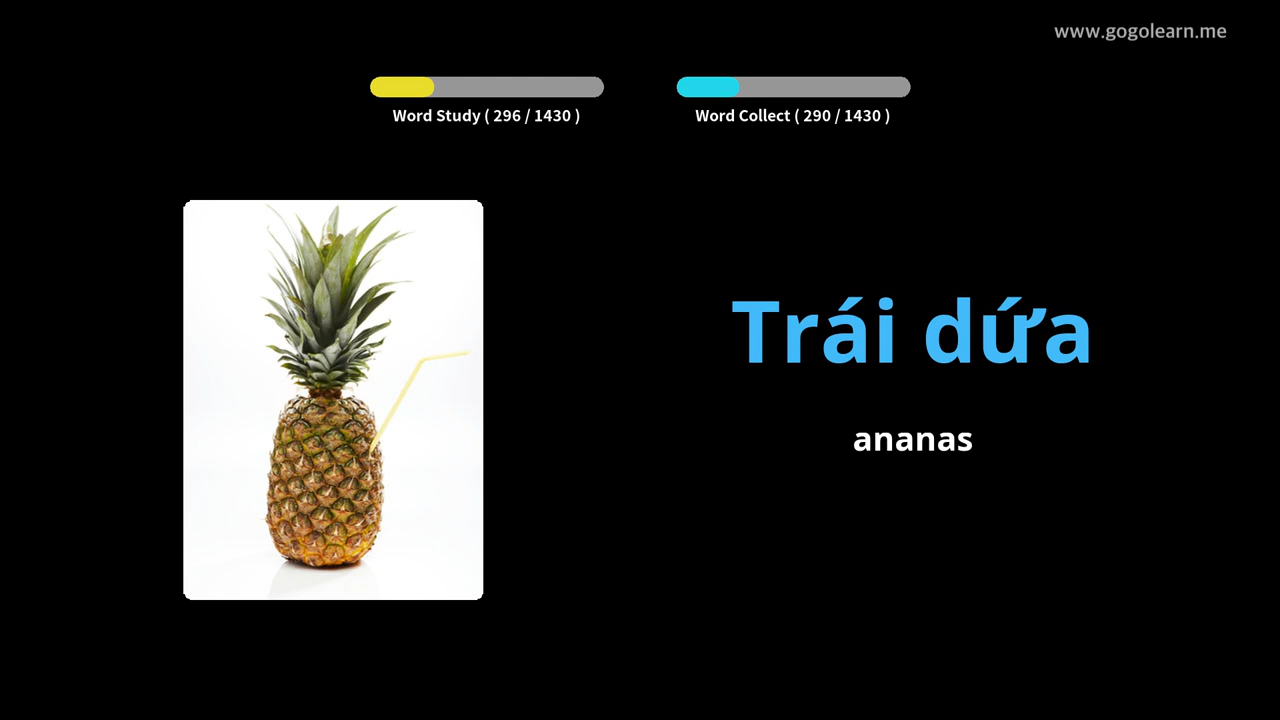 www.gogolearn.me
Word Study ( 296 / 1430 )
Word Collect ( 290 / 1430 )
Trái dứa
ananas